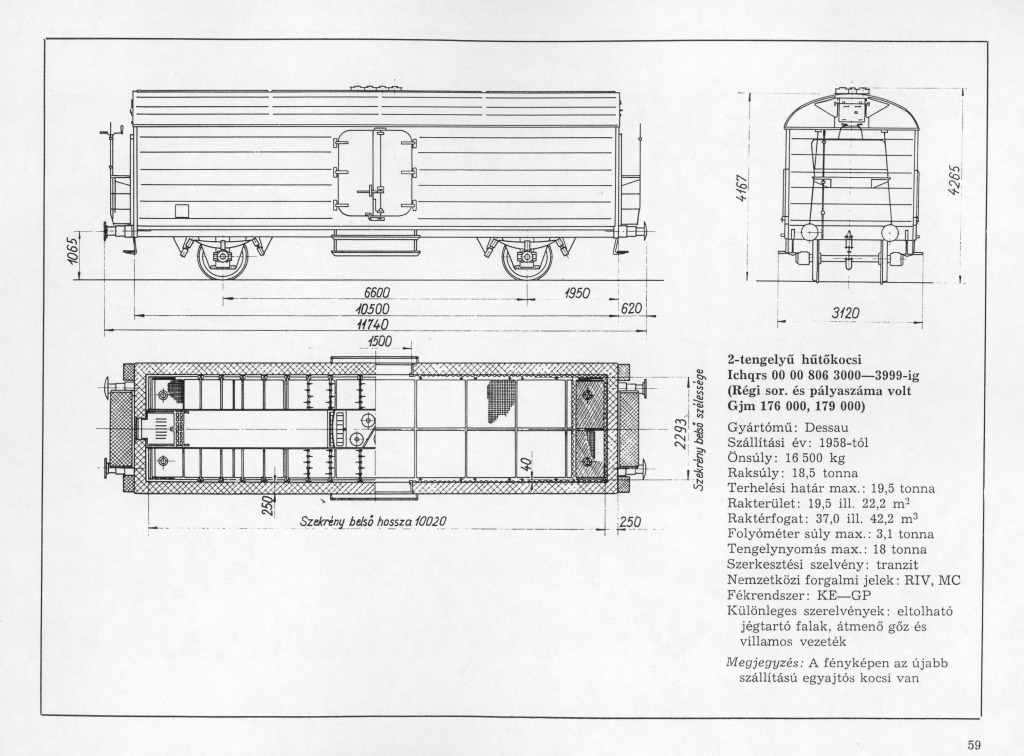 4167
4265
1065
6600
1950
10500
620
11740
3120
1500
2-tengelyű hűtőkocsi
Ichqrs 00 00 806 3000—3999-ig
(Régi sor. és pályaszáma volt
Gjm 176 000, 179 000)
Gyártómű: Dessau
Szállítási év: 1958-tól
Önsúly: 16 500 kg
Raksúly: 18,5 tonna
Terhelési határ max.: 19,5 tonna
Rakterület: 19,5 ill. 22,2 m²
Raktérfogat: 37,0 ill. 42,2 m³
Folyóméter súly max.: 3,1 tonna
Tengelynyomás max.: 18 tonna
Szerkesztési szelvény: tranzit
Nemzetközi forgalmi jelek: RIV, MC
Fékrendszer: KE—GP
Különleges szerelvények: eltolható
jégtartó falak, átmenő gőz és
villamos vezeték
Megjegyzés: A fényképen az újabb
szállítású egyajtós kocsi van
2293
Szekrény belső szélessége
40
250
Szekrény belső hossza 10020
250
59